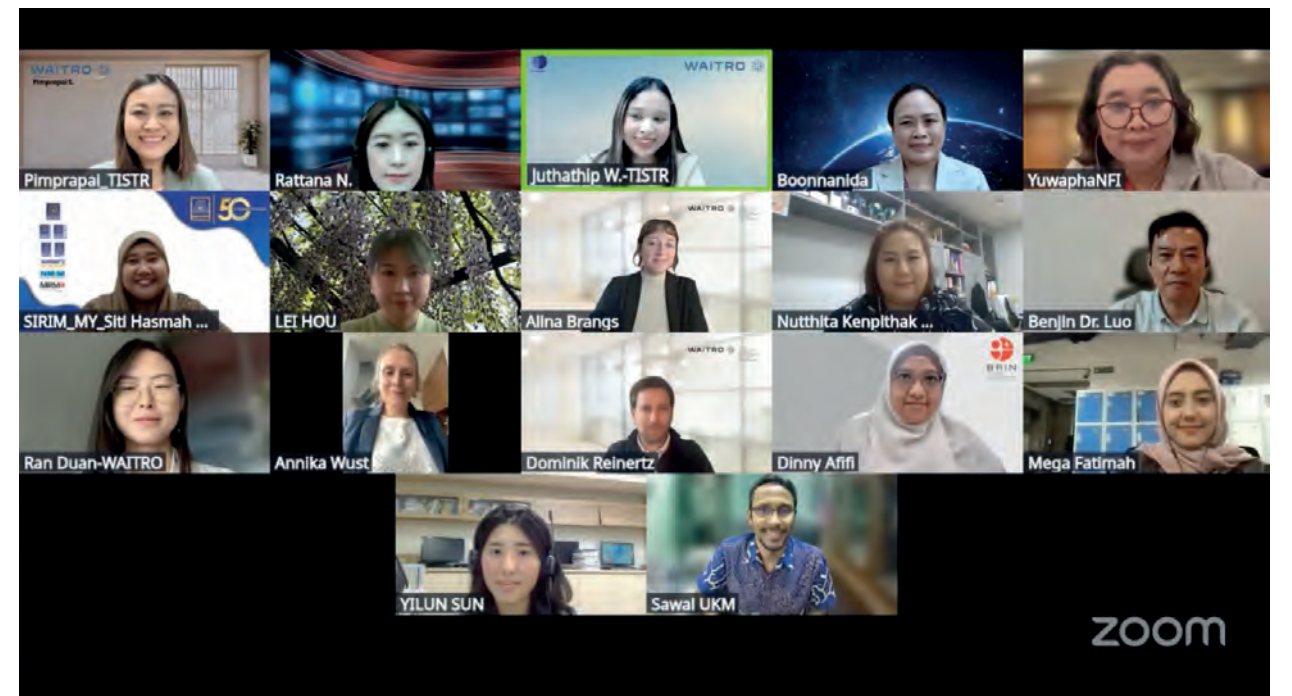 WAITRO
Pimprapai S.
Pimprapai_TISTR
Rattana N.
WAITRO
Juthathip W.-TISTR
Boonnanida
YuwaphaNFI
50
SIRIM_MY_Siti Hasmah ...
LEI HOU
WAITRO
Alina Brangs
Nutthita Kenpithak ...
Benjin Dr. Luo
Ran Duan-WAITRO
Annika Wust
WAITRO
Dominik Reinertz
BRIN
Dinny Afifi
Mega Fatimah
YILUN SUN
Sawal UKM
zoom